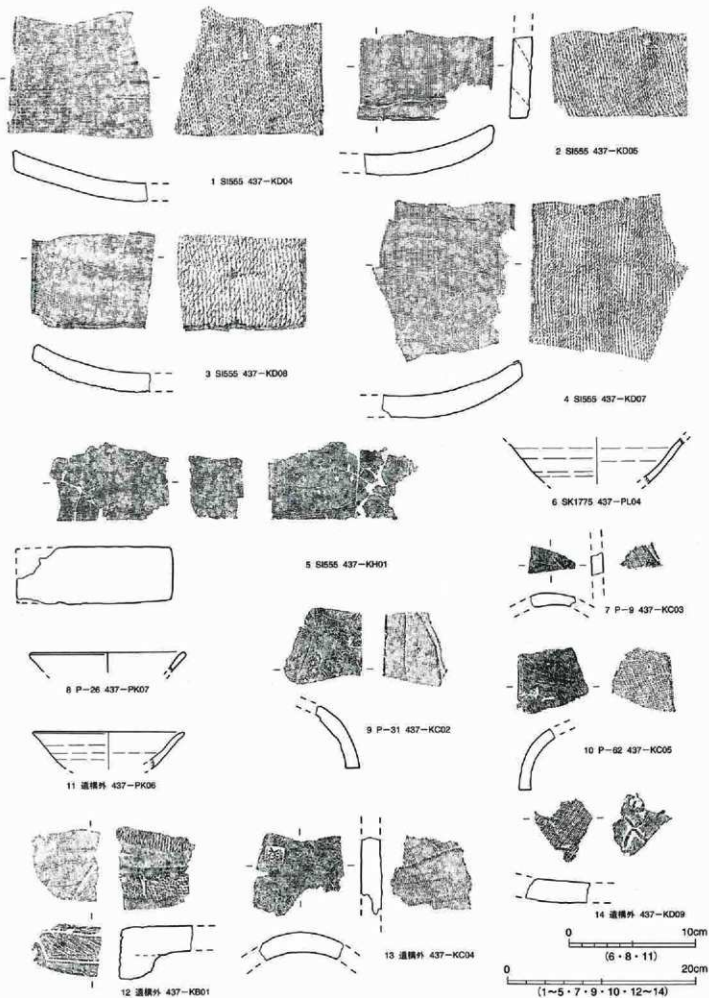 1 SI555 437－KD04
2 SI555 437－KD05
3 SI555 437－KD08
4 SI555 437－KD07
5 SI555 437－KH01
6 SK1775 437－PL04
7 P－9 437－KC03
8 P－26 437－PK07
9 P－31 437－KC02
10 P－62 437－KC05
11 遺構外 437－PK06
12 遺構外 437－KB01
13 遺構外 437－KC04
14 遺構外 437－KD09
0 10cm
(6・8・11)
0 20cm
(1～5・7・9・10・12～14)